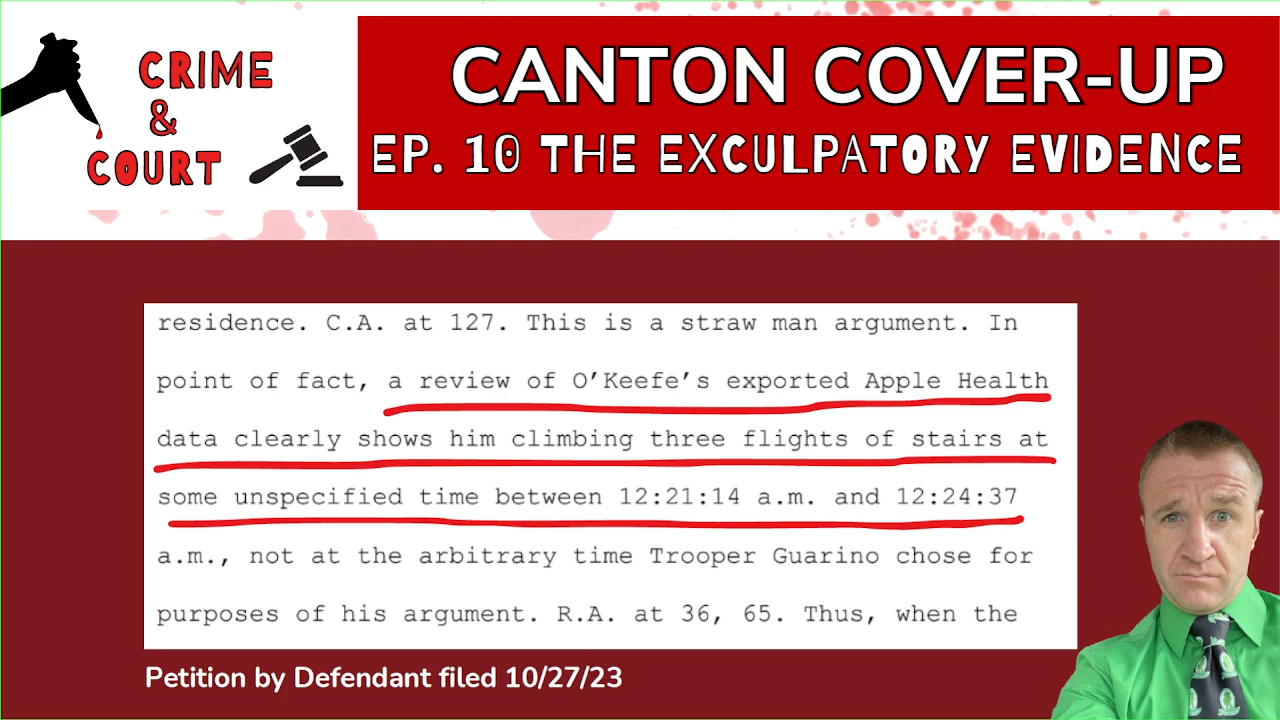 CRIME
&
COURT
CANTON COVER-UP
EP. 10 THE EXCULPATORY EVIDENCE
residence. C.A. at 127. This is a straw man argument. In
point of fact, a review of O’Keefe’s exported Apple Health
data clearly shows him climbing three flights of stairs at
some unspecified time between 12:21:14 a.m. and 12:24:37
a.m., not at the arbitrary time Trooper Guarino chose for
purposes of his argument. R.A. at 36, 65. Thus, when the
Petition by Defendant filed 10/27/23